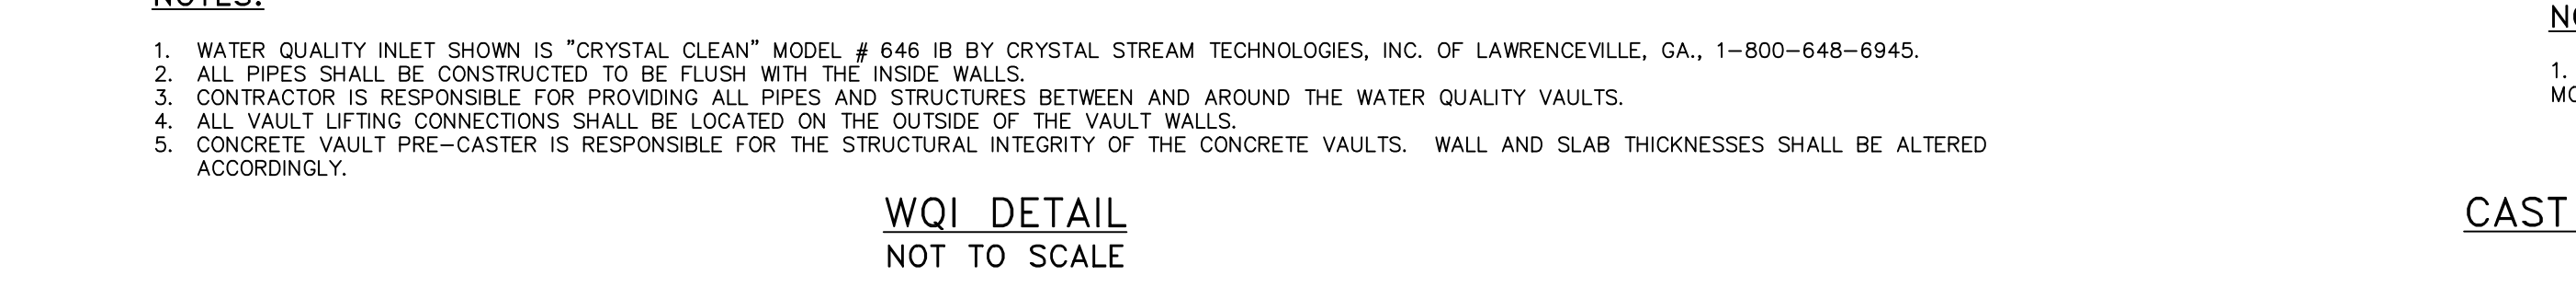 NOTES:
1. WATER QUALITY INLET SHOWN IS "CRYSTAL CLEAN" MODEL # 646 IB BY CRYSTAL STREAM TECHNOLOGIES, INC. OF LAWRENCEVILLE, GA., 1-800-648-6945.
2. ALL PIPES SHALL BE CONSTRUCTED TO BE FLUSH WITH THE INSIDE WALLS.
3. CONTRACTOR IS RESPONSIBLE FOR PROVIDING ALL PIPES AND STRUCTURES BETWEEN AND AROUND THE WATER QUALITY VAULTS.
4. ALL VAULT LIFTING CONNECTIONS SHALL BE LOCATED ON THE OUTSIDE OF THE VAULT WALLS.
5. CONCRETE VAULT PRE-CASTER IS RESPONSIBLE FOR THE STRUCTURAL INTEGRITY OF THE CONCRETE VAULTS. WALL AND SLAB THICKNESSES SHALL BE ALTERED
ACCORDINGLY.
WQI DETAIL
NOT TO SCALE
1.
CAST